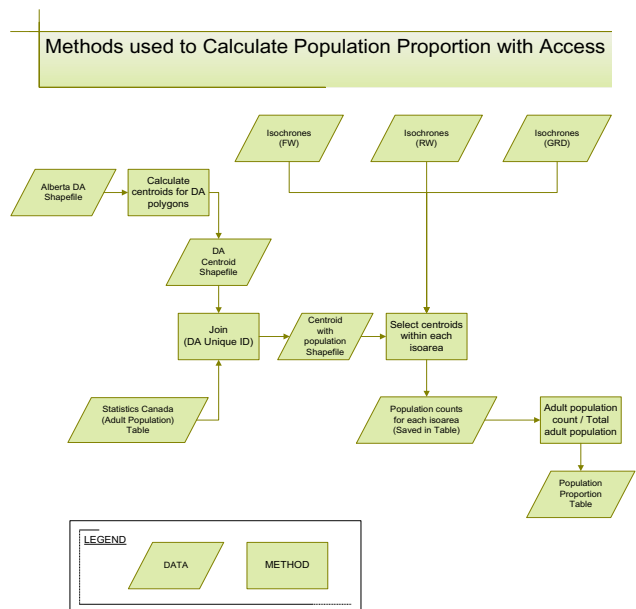 Methods used to Calculate Population Proportion with Access
Isochrones
(FW)
Isochrones
(RW)
Isochrones
(GRD)
Alberta DA
Shapefile
Calculate
centroids for DA
polygons
DA
Centroid
Shapefile
Join
(DA Unique ID)
Centroid
with
population
Shapefile
Select centroids
within each
isoarea
Statistics Canada
(Adult Population)
Table
Population counts
for each isoarea
(Saved in Table)
Adult population
count / Total
adult population
Population
Proportion
Table
LEGEND
DATA
METHOD